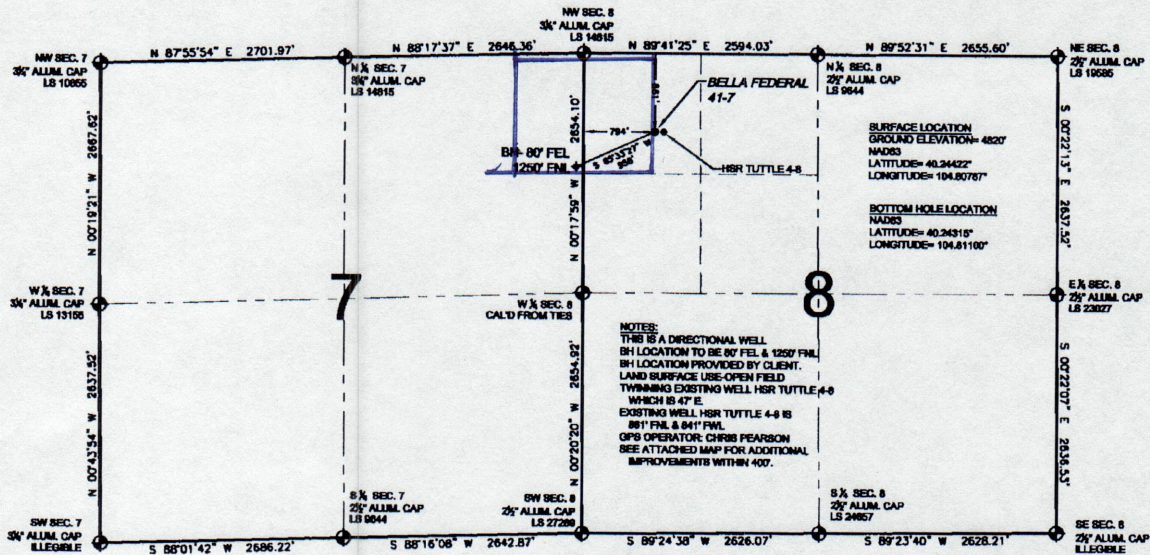 NW SEC. 8
3¼" ALUM. CAP
LS 14815
N 87°55'54" E 2701.97'
N 88°17'37" E 2646.36'
N 89°41'25" E 2594.03'
N 89°52'31" E 2655.60'
NW SEC. 7
3¼" ALUM. CAP
LS 10855
N ¼ SEC. 7
3¼" ALUM. CAP
LS 14815
N ¼ SEC. 8
2½" ALUM. CAP
LS 9644
NE SEC. 8
2½" ALUM. CAP
LS 19585
BELLA FEDERAL
41-7
881'
794'
BH- 80' FEL
1250' FNL
HSR TUTTLE 4-8
N 00°19'21" W 2667.62'
N 00°17'59" W 2654.10'
S 00°22'13" E 2637.52'
SURFACE LOCATION
GROUND ELEVATION= 4820'
NAD83
LATITUDE= 40.24422°
LONGITUDE= 104.80787°
BOTTOM HOLE LOCATION
NAD83
LATITUDE= 40.24315°
LONGITUDE= 104.81100°
7
8
W ¼ SEC. 7
3¼" ALUM. CAP
LS 13155
W ¼ SEC. 8
CAL'D FROM TIES
E ¼ SEC. 8
2½" ALUM. CAP
LS 23027
NOTES:
THIS IS A DIRECTIONAL WELL
BH LOCATION TO BE 80' FEL & 1250' FNL
BH LOCATION PROVIDED BY CLIENT.
LAND SURFACE USE-OPEN FIELD
TWINNING EXISTING WELL HSR TUTTLE 4-8
WHICH IS 47' E.
EXISTING WELL HSR TUTTLE 4-8 IS
881' FNL & 841' FWL
GPS OPERATOR: CHRIS PEARSON
SEE ATTACHED MAP FOR ADDITIONAL
IMPROVEMENTS WITHIN 400'.
N 00°43'54" W 2637.52'
N 00°20'20" W 2654.92'
S 00°22'07" E 2636.53'
SW SEC. 7
3¼" ALUM. CAP
ILLEGIBLE
S ¼ SEC. 7
2½" ALUM. CAP
LS 9644
SW SEC. 8
2½" ALUM. CAP
LS 27269
S ¼ SEC. 8
2½" ALUM. CAP
LS 24657
SE SEC. 8
2½" ALUM. CAP
ILLEGIBLE
S 88°01'42" W 2686.22'
S 88°16'08" W 2642.87'
S 89°24'38" W 2626.07'
S 89°23'40" W 2628.21'